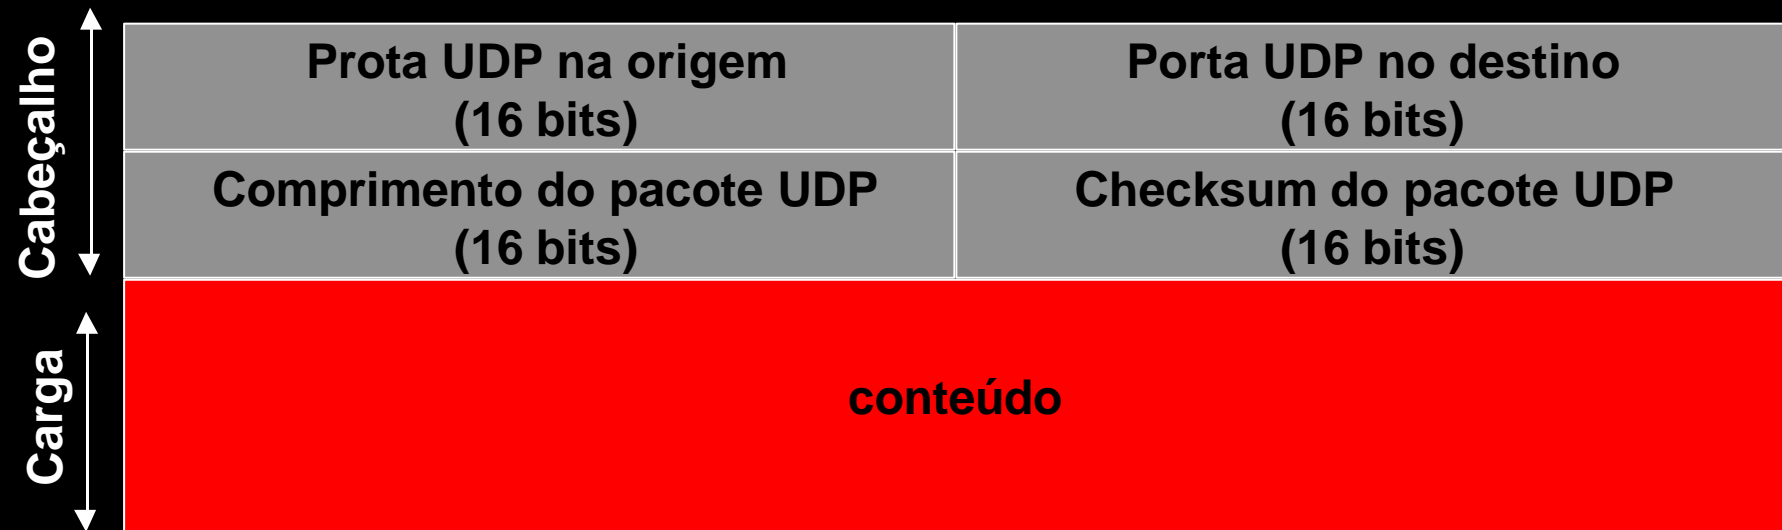 Cabeçalho
Prota UDP na origem
(16 bits)
Porta UDP no destino
(16 bits)
Comprimento do pacote UDP
(16 bits)
Checksum do pacote UDP
(16 bits)
Carga
conteúdo